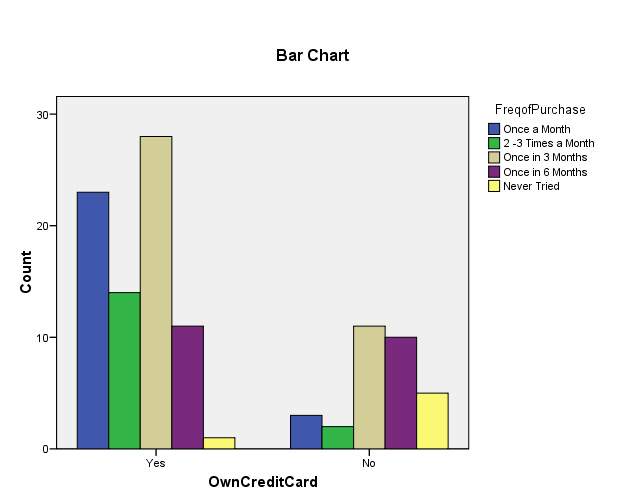 Bar Chart
FreqofPurchase
Once a Month
2 -3 Times a Month
Once in 3 Months
Once in 6 Months
Never Tried
Count
30
20
10
0
Yes
No
OwnCreditCard